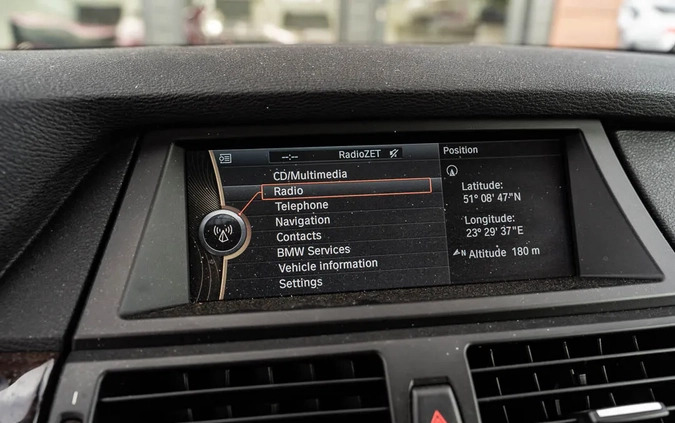 --:-- RadioZET
Position
CD/Multimedia
Radio
Telephone
Navigation
Contacts
BMW Services
Vehicle information
Settings
Latitude:
51° 08' 47"N
Longitude:
23° 29' 37"E
N Altitude 180 m